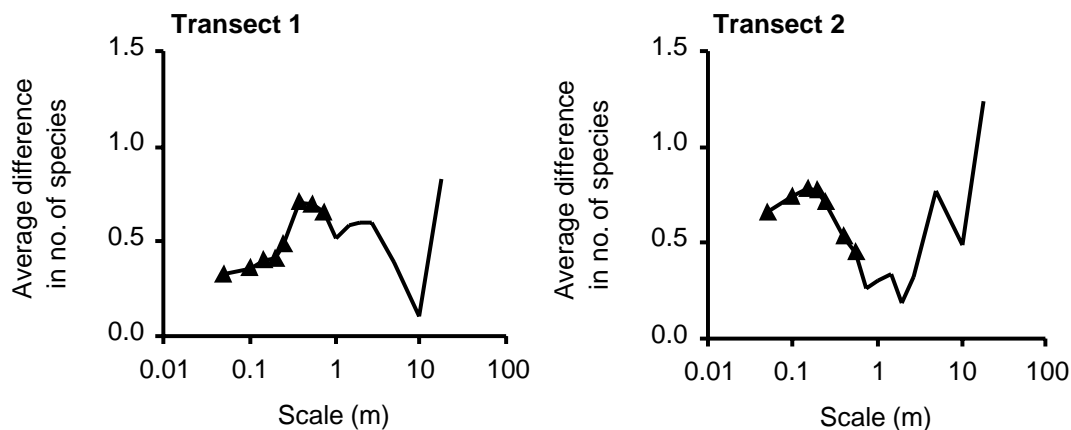 Transect 1
Average difference
in no. of species
1.5
1.0
0.5
0.0
0.01
0.1
1
10
100
Scale (m)
Transect 2
Average difference
in no. of species
1.5
1.0
0.5
0.0
0.01
0.1
1
10
100
Scale (m)